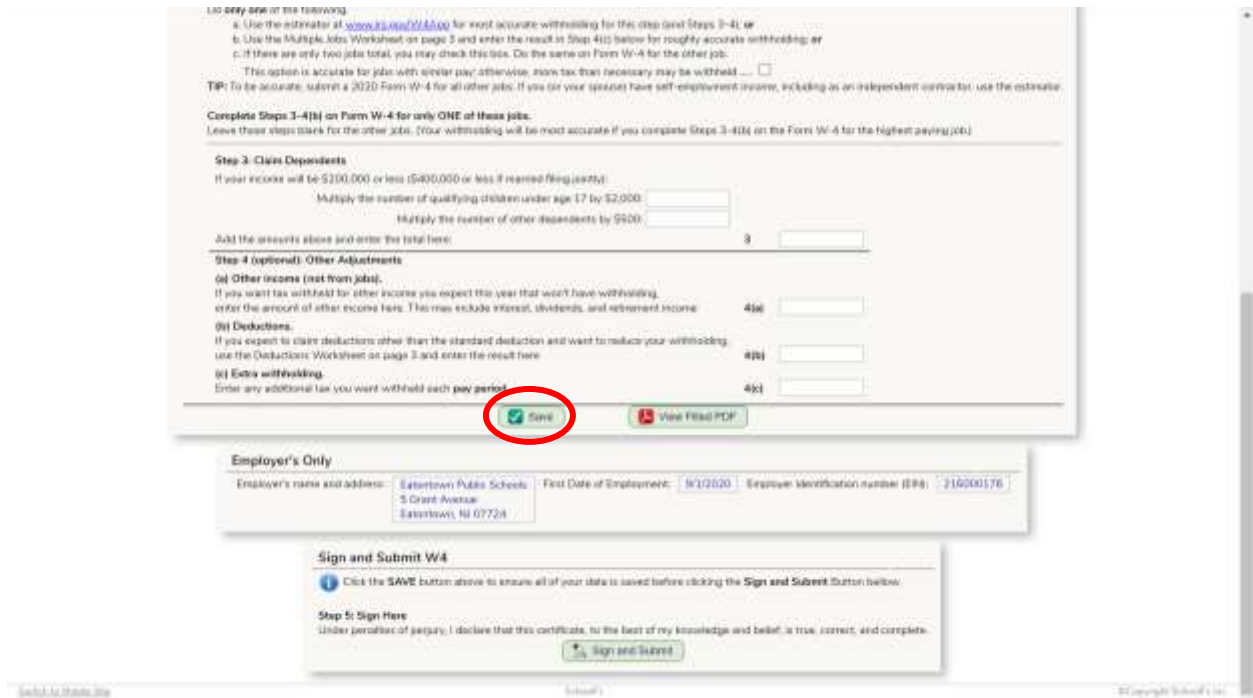 Do only one of the following.
a. Use the estimator at www.irs.gov/W4App for most accurate withholding for this step (and Steps 3-4); or
b. Use the Multiple Jobs Worksheet on page 3 and enter the result in Step 4(c) below for roughly accurate withholding; or
c. If there are only two jobs total, you may check this box. Do the same on Form W-4 for the other job.
This option is accurate for jobs with similar pay; otherwise, more tax than necessary may be withheld .....
TIP: To be accurate, submit a 2020 Form W-4 for all other jobs. If you (or your spouse) have self-employment income, including as an independent contractor, use the estimator.
Complete Steps 3-4(b) on Form W-4 for only ONE of these jobs.
Leave those steps blank for the other jobs. (Your withholding will be most accurate if you complete Steps 3-4(b) on the Form W-4 for the highest paying job.)
Step 3: Claim Dependents
If your income will be $200,000 or less ($400,000 or less if married filing jointly):
Multiply the number of qualifying children under age 17 by $2,000:
Multiply the number of other dependents by $500:
Add the amounts above and enter the total here: 3
Step 4 (optional): Other Adjustments
(a) Other income (not from jobs).
If you want tax withheld for other income you expect this year that won't have withholding,
enter the amount of other income here. This may include interest, dividends, and retirement income 4(a)
(b) Deductions.
If you expect to claim deductions other than the standard deduction and want to reduce your withholding,
use the Deductions Worksheet on page 3 and enter the result here 4(b)
(c) Extra withholding.
Enter any additional tax you want withheld each pay period 4(c)
Save View Filled PDF
Employer's Only
Employer's name and address: Eatontown Public Schools First Date of Employment: 9/1/2020 Employer identification number (EIN): 216000176
5 Grant Avenue
Eatontown, NJ 07724
Sign and Submit W4
Click the SAVE button above to ensure all of your data is saved before clicking the Sign and Submit Button bellow.
Step 5: Sign Here
Under penalties of perjury, I declare that this certificate, to the best of my knowledge and belief, is true, correct, and complete.
Sign and Submit
Switch to Mobile Site
©Copyright SchoolFi Inc